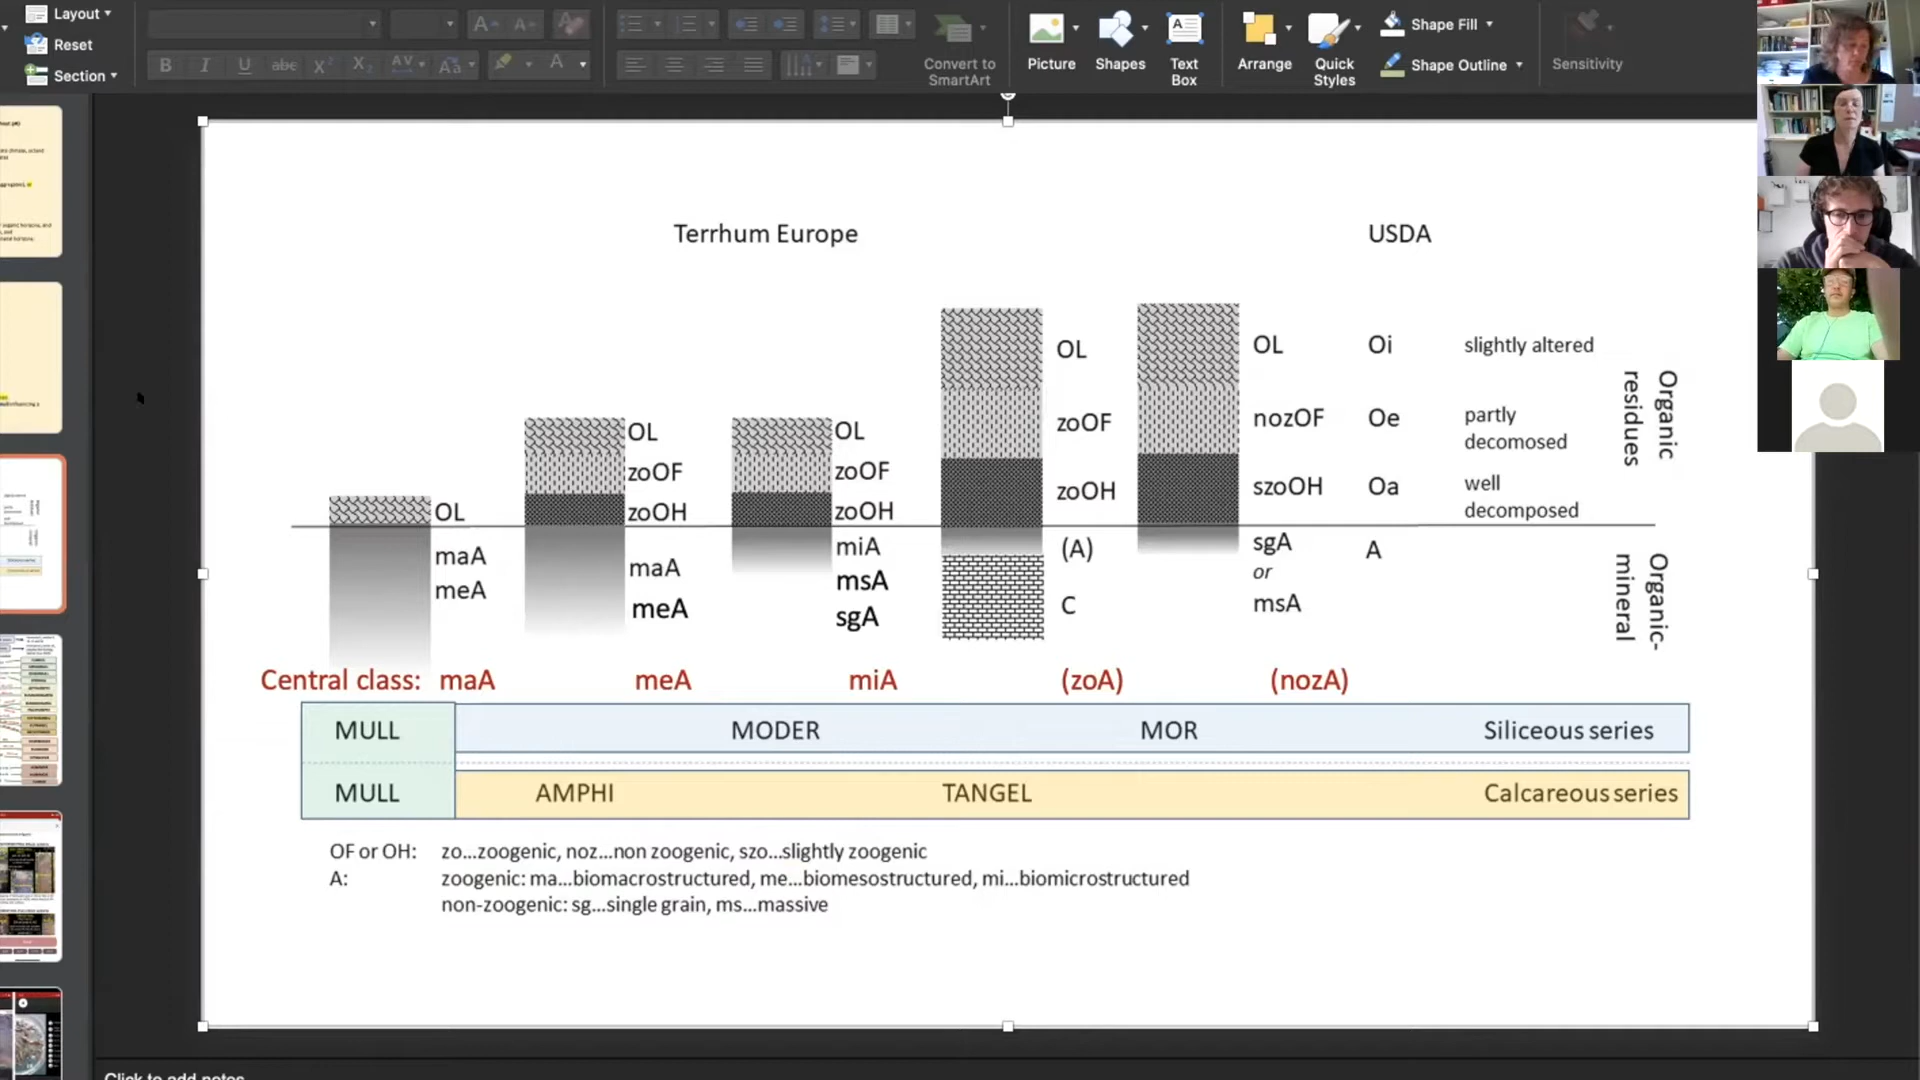 Layout
Reset
Section
B I U abc X² X₂ AV Aa A
Convert to
SmartArt
Picture
Shapes
Text
Box
Arrange
Quick
Styles
Shape Fill
Shape Outline
Sensitivity
Terrhum Europe
USDA
OL
maA
meA
OL
zoOF
zoOH
maA
meA
OL
zoOF
zoOH
miA
msA
sgA
OL
zoOF
zoOH
(A)
C
OL
nozOF
szoOH
sgA
or
msA
Oi
Oe
Oa
A
slightly altered
partly
decomosed
well
decomposed
Organic
residues
Organic-
mineral
Central class: maA meA miA (zoA) (nozA)
MULL MODER MOR Siliceous series
MULL AMPHI TANGEL Calcareous series
OF or OH: zo...zoogenic, noz...non zoogenic, szo...slightly zoogenic
A: zoogenic: ma...biomacrostructured, me...biomesostructured, mi...biomicrostructured
non-zoogenic: sg...single grain, ms...massive
Click to add notes